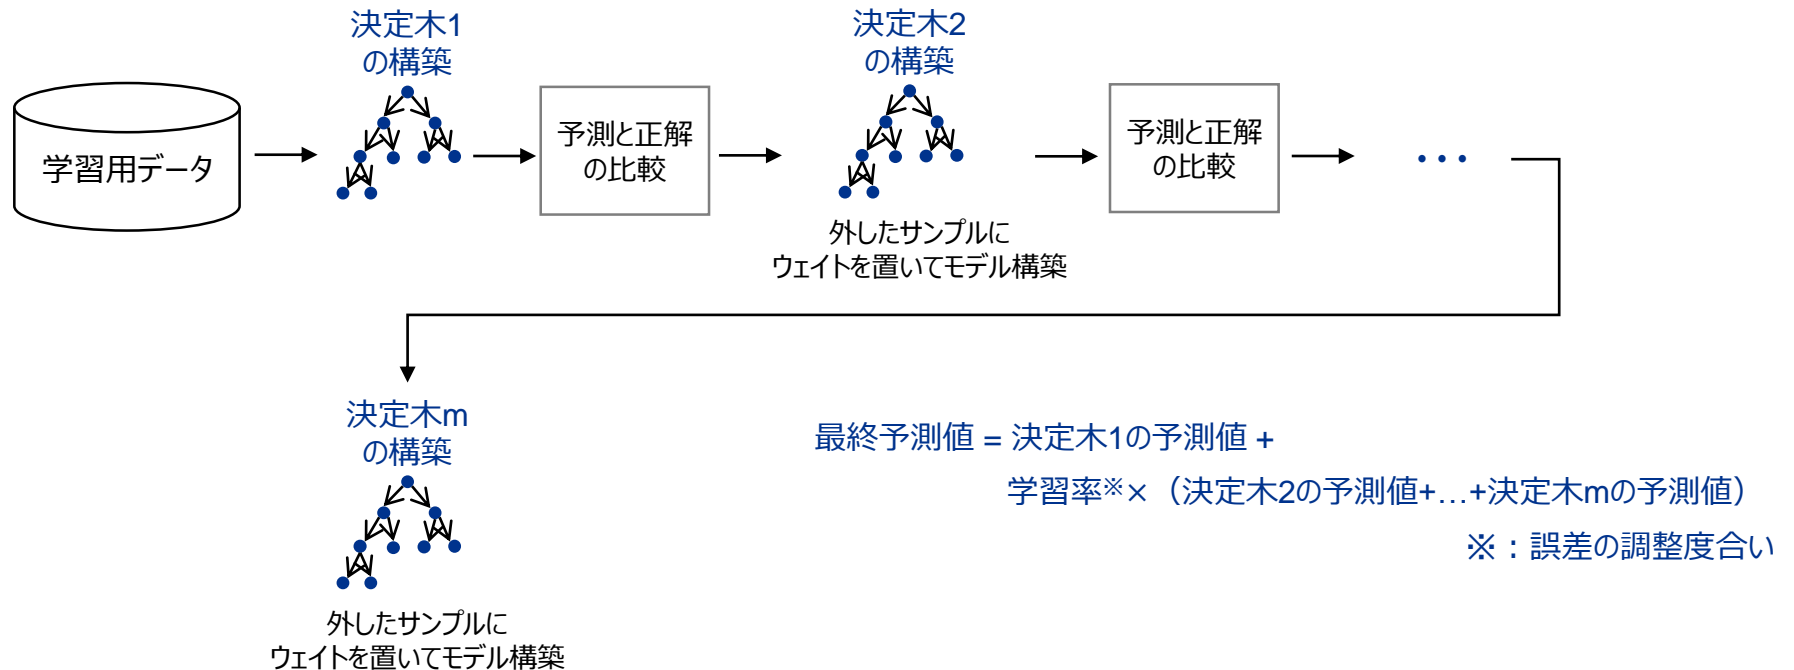 決定木1
の構築
決定木2
の構築
学習用データ
予測と正解
の比較
予測と正解
の比較
・・・
外したサンプルに
ウェイトを置いてモデル構築
決定木m
の構築
最終予測値 = 決定木1の予測値 +
学習率※×（決定木2の予測値+…+決定木mの予測値）
※：誤差の調整度合い
外したサンプルに
ウェイトを置いてモデル構築